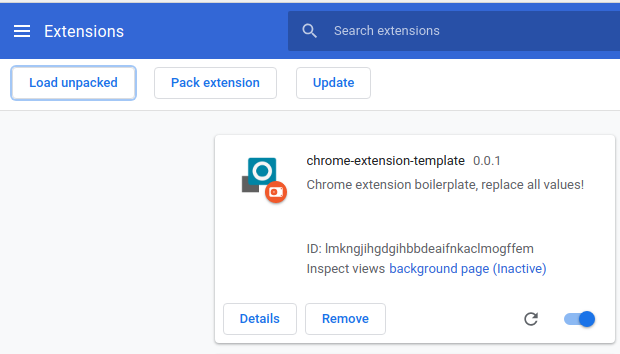 Extensions
Search extensions
Load unpacked
Pack extension
Update
chrome-extension-template 0.0.1
Chrome extension boilerplate, replace all values!
ID: lmkngjihgdgihbbdeaifnkaclmogffem
Inspect views background page (Inactive)
Details
Remove